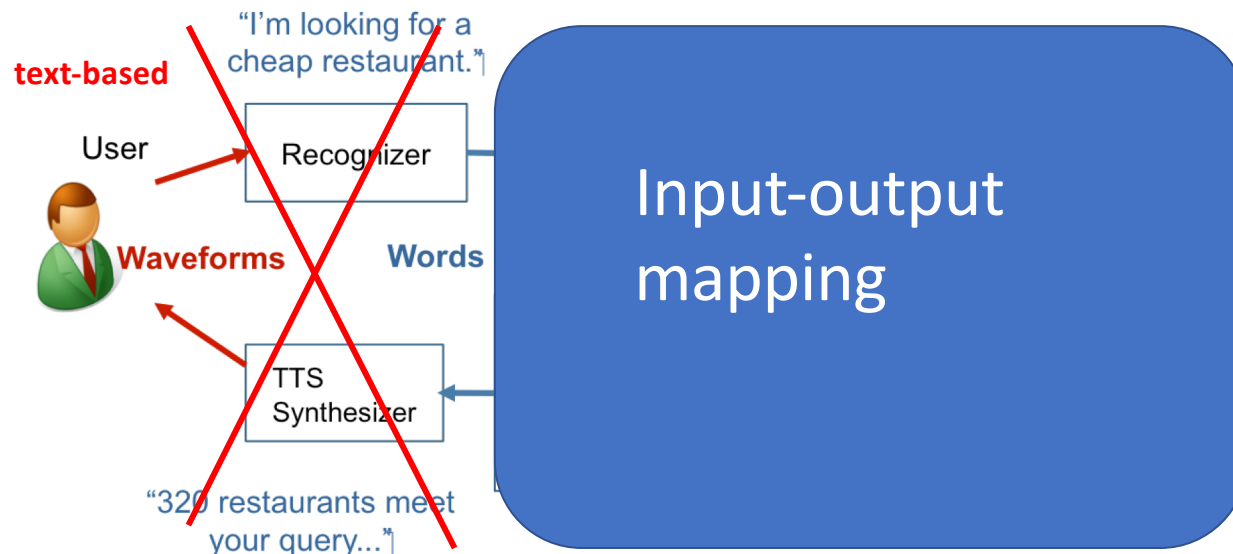 “I’m looking for a
cheap restaurant.”
text-based
User
Recognizer
Waveforms
Words
TTS
Synthesizer
“320 restaurants meet
your query...”
Input-output
mapping